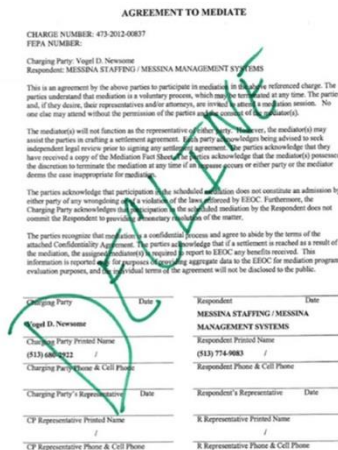 AGREEMENT TO MEDIATE
CHARGE NUMBER: 473-2012-00837
FEPA NUMBER:
Charging Party: Vogel D. Newsome
Respondent: MESSINA STAFFING / MESSINA MANAGEMENT SYSTEMS
This is an agreement by the above parties to participate in mediation in the above referenced charge. The
parties understand that mediation is a voluntary process, which may be terminated at any time. The parties
and, if they desire, their representatives and/or attorneys, are invited to attend a mediation session. No
one else may attend without the permission of the parties and the consent of the mediator(s).
The mediator(s) will not function as the representative of either party. However, the mediator(s) may
assist the parties in crafting a settlement agreement. Each party acknowledges being advised to seek
independent legal review prior to signing any settlement agreement. The parties acknowledge that they
have received a copy of the Mediation Fact Sheet. The parties acknowledge that the mediator(s) possesses
the discretion to terminate the mediation at any time if an impasse occurs or either party or the mediator
deems the case inappropriate for mediation.
The parties acknowledge that participation in the scheduled mediation does not constitute an admission by
either party of any wrongdoing or of a violation of the laws enforced by EEOC. Furthermore, the
Charging Party acknowledges that participation in the scheduled mediation by the Respondent does not
commit the Respondent to providing a monetary resolution of the matter.
The parties recognize that mediation is a confidential process and agree to abide by the terms of the
attached Confidentiality Agreement. The parties acknowledge that if a settlement is reached as a result of
the mediation, the assigned mediator(s) is required to report to EEOC any benefits received. This
information is reported only for purposes of providing aggregate data to the EEOC for mediation program
evaluation purposes, and the individual terms of the agreement will not be disclosed to the public.
Charging Party Date
Respondent Date
Vogel D. Newsome
MESSINA STAFFING / MESSINA
MANAGEMENT SYSTEMS
Charging Party Printed Name
Respondent Printed Name
(513) 680-2922 /
(513) 774-9083 /
Charging Party Phone & Cell Phone
Respondent Phone & Cell Phone
Charging Party's Representative Date
Respondent's Representative Date
CP Representative Printed Name
R Representative Printed Name
/
/
CP Representative Phone & Cell Phone
R Representative Phone & Cell Phone